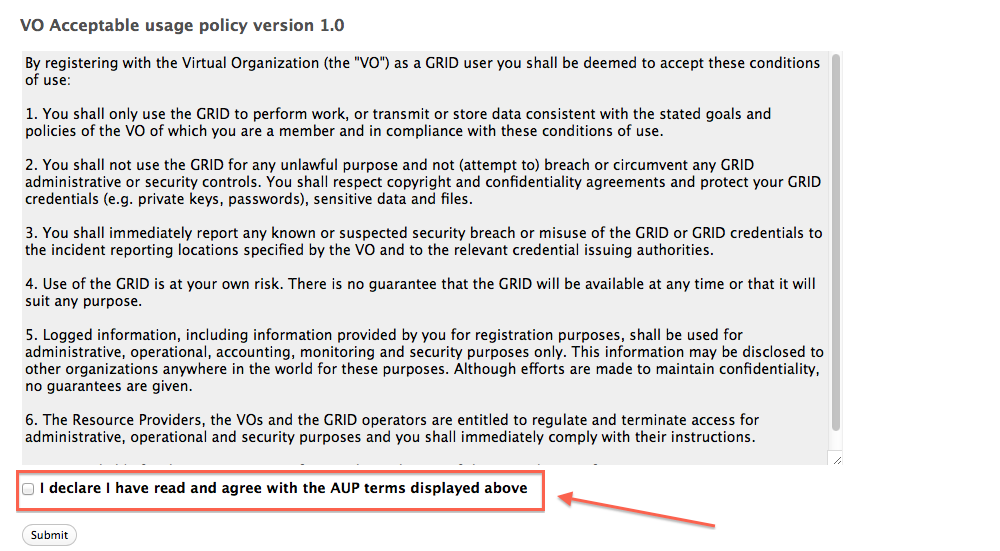 VO Acceptable usage policy version 1.0
By registering with the Virtual Organization (the "VO") as a GRID user you shall be deemed to accept these conditions
of use:
1. You shall only use the GRID to perform work, or transmit or store data consistent with the stated goals and
policies of the VO of which you are a member and in compliance with these conditions of use.
2. You shall not use the GRID for any unlawful purpose and not (attempt to) breach or circumvent any GRID
administrative or security controls. You shall respect copyright and confidentiality agreements and protect your GRID
credentials (e.g. private keys, passwords), sensitive data and files.
3. You shall immediately report any known or suspected security breach or misuse of the GRID or GRID credentials to
the incident reporting locations specified by the VO and to the relevant credential issuing authorities.
4. Use of the GRID is at your own risk. There is no guarantee that the GRID will be available at any time or that it will
suit any purpose.
5. Logged information, including information provided by you for registration purposes, shall be used for
administrative, operational, accounting, monitoring and security purposes only. This information may be disclosed to
other organizations anywhere in the world for these purposes. Although efforts are made to maintain confidentiality,
no guarantees are given.
6. The Resource Providers, the VOs and the GRID operators are entitled to regulate and terminate access for
administrative, operational and security purposes and you shall immediately comply with their instructions.
I declare I have read and agree with the AUP terms displayed above
Submit